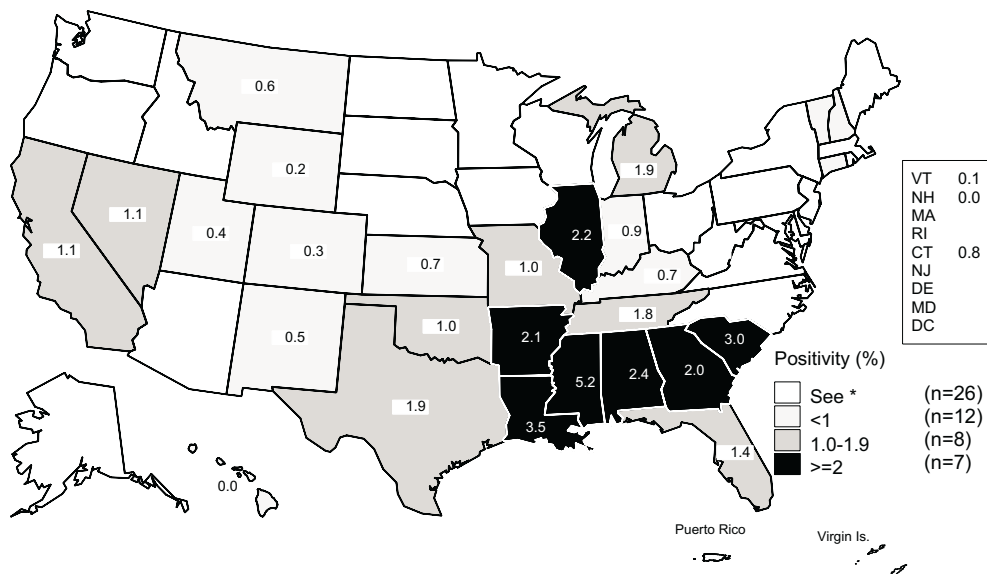 0.6
0.2
1.9
VT 0.1
NH 0.0
MA
RI
CT 0.8
NJ
DE
MD
DC
1.1
1.1
0.4
0.3
0.7
1.0
2.2
0.9
0.7
0.5
1.0
2.1
1.8
3.0
1.9
3.5
5.2
2.4
2.0
1.4
0.0
Positivity (%)
See * (n=26)
<1 (n=12)
1.0-1.9 (n=8)
>=2 (n=7)
Puerto Rico
Virgin Is.